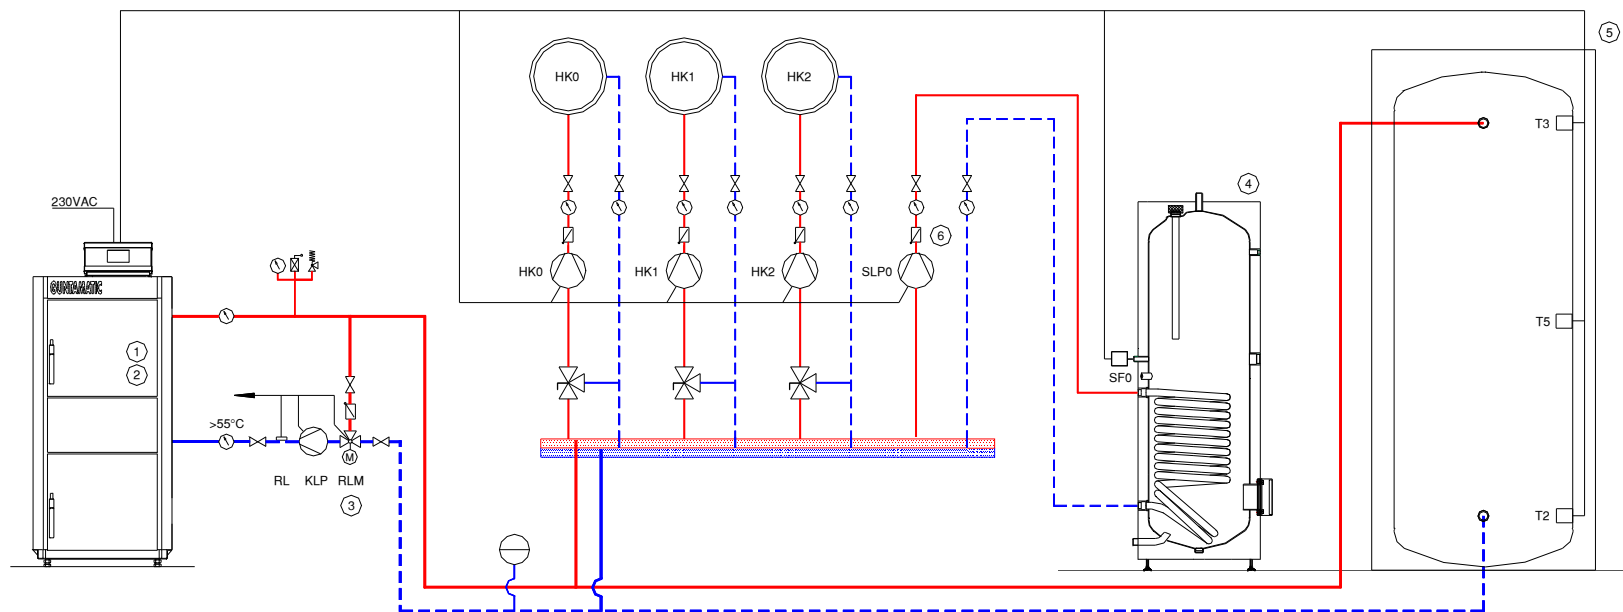 5
HK0
HK1
HK2
T3
4
230VAC
6
HK0
HK1
HK2
SLP0
GUNTAMATIC
T5
1
2
SF0
>55°C
M
RL
KLP
RLM
3
T2